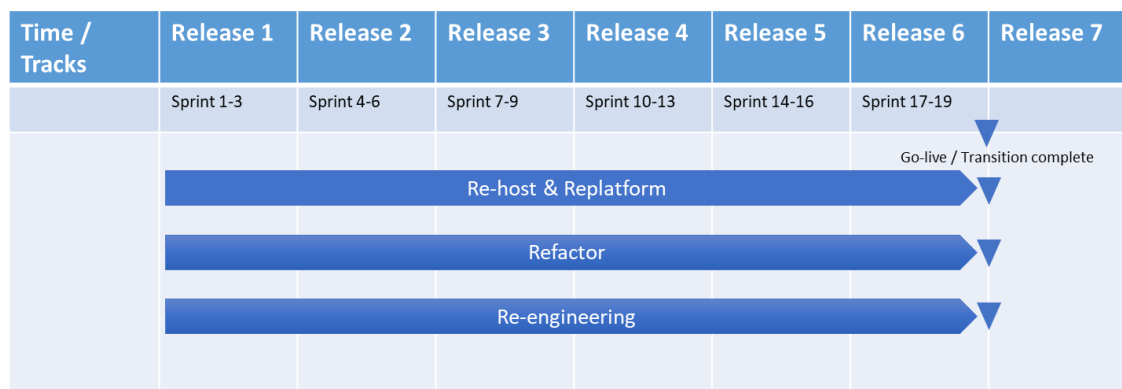 Time / Tracks
Release 1
Release 2
Release 3
Release 4
Release 5
Release 6
Release 7
Sprint 1-3
Sprint 4-6
Sprint 7-9
Sprint 10-13
Sprint 14-16
Sprint 17-19
Go-live / Transition complete
Re-host & Replatform
Refactor
Re-engineering